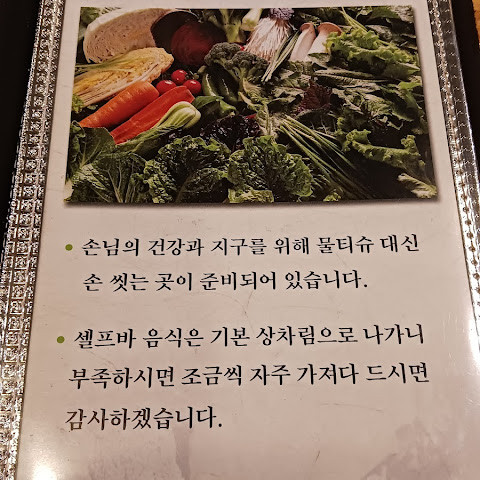 • 손님의 건강과 지구를 위해 물티슈 대신
손 씻는 곳이 준비되어 있습니다.
• 셀프바 음식은 기본 상차림으로 나가니
부족하시면 조금씩 자주 가져다 드시면
감사하겠습니다.